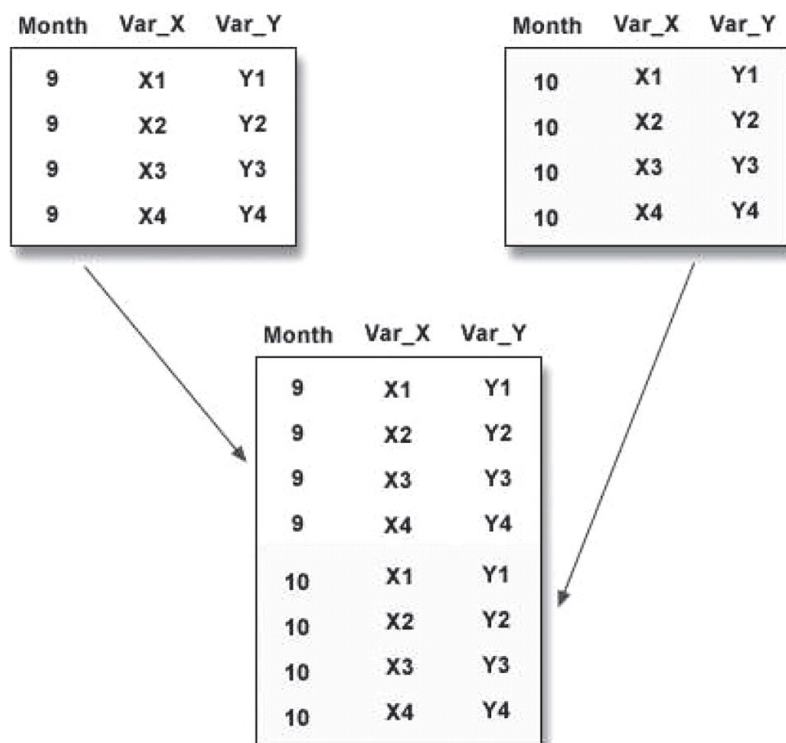 Month Var_X Var_Y
9 X1 Y1
9 X2 Y2
9 X3 Y3
9 X4 Y4
Month Var_X Var_Y
10 X1 Y1
10 X2 Y2
10 X3 Y3
10 X4 Y4
Month Var_X Var_Y
9 X1 Y1
9 X2 Y2
9 X3 Y3
9 X4 Y4
10 X1 Y1
10 X2 Y2
10 X3 Y3
10 X4 Y4